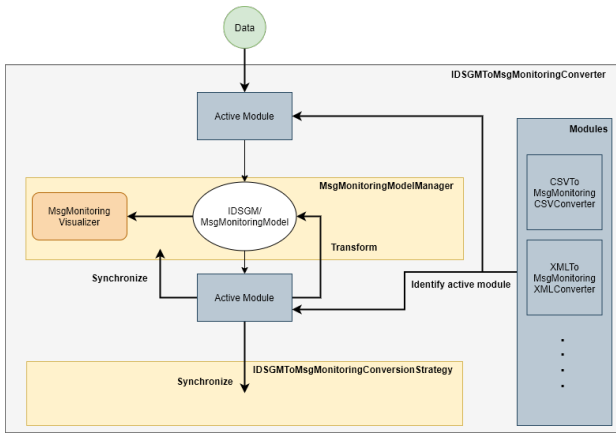 Data
IDSGMToMsgMonitoringConverter
Active Module
Modules
CSVTo
MsgMonitoring
CSVConverter
MsgMonitoringModelManager
MsgMonitoring
Visualizer
IDSGM/
MsgMonitoringModel
Transform
XMLTo
MsgMonitoring
XMLConverter
Synchronize
Identify active module
Active Module
IDSGMToMsgMonitoringConversionStrategy
Synchronize